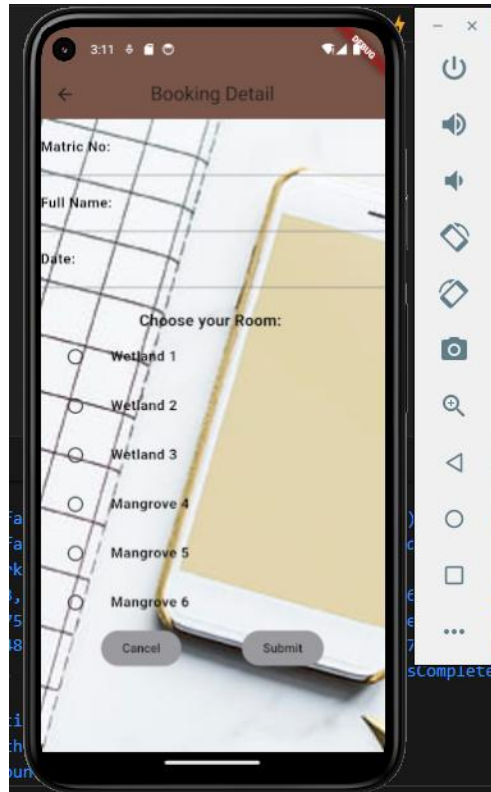 3:11
DEBUG
Booking Detail
Matric No:
Full Name:
Date:
Choose your Room:
Wetland 1
Wetland 2
Wetland 3
Mangrove 4
Mangrove 5
Mangrove 6
Cancel
Submit
sComplete